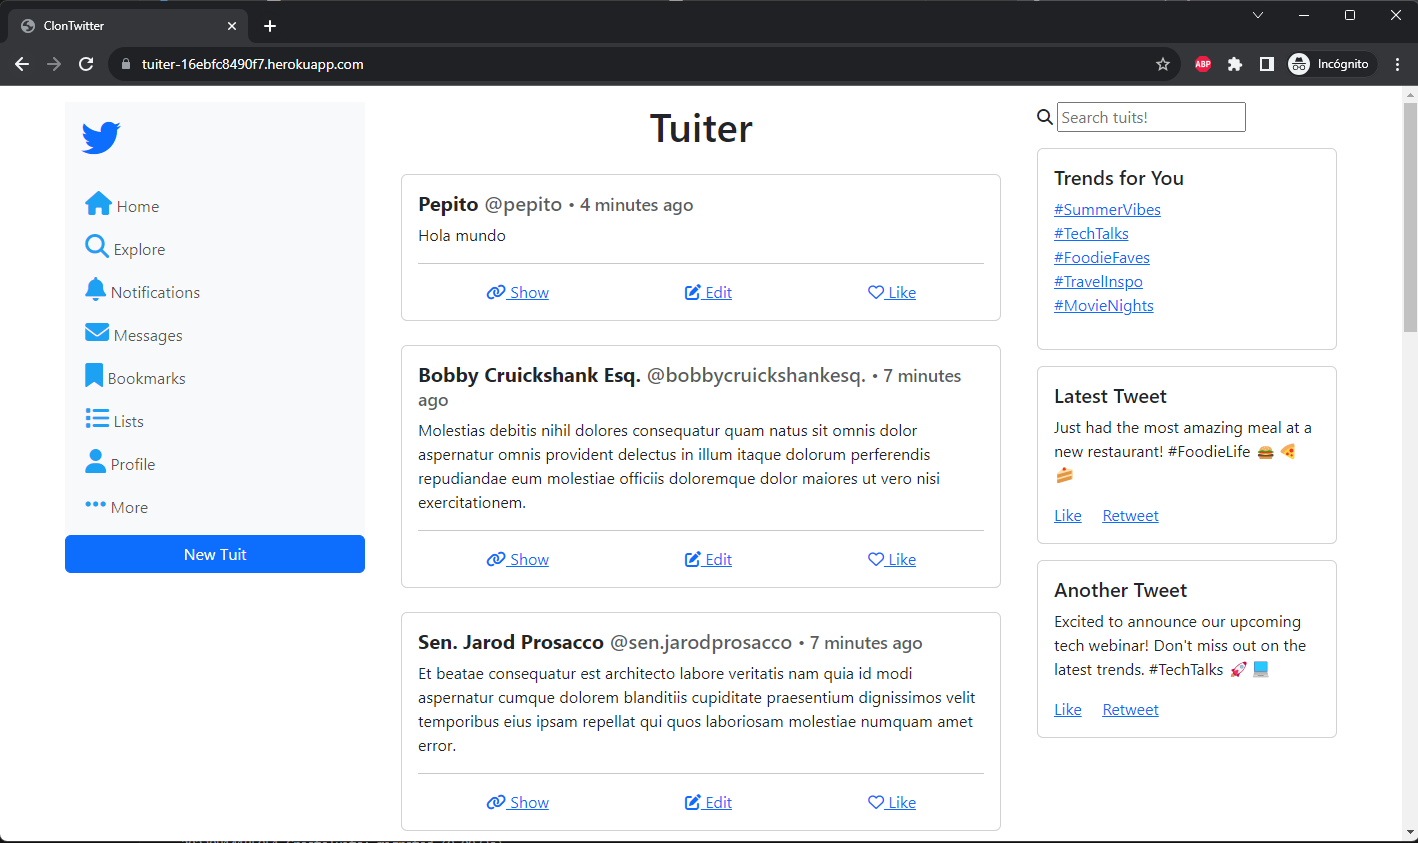 ClonTwitter
tuiter-16ebfc8490f7.herokuapp.com
ABP
Incógnito
Home
Explore
Notifications
Messages
Bookmarks
Lists
Profile
More
New Tuit
Tuiter
Pepito @pepito • 4 minutes ago
Hola mundo
Show Edit Like
Bobby Cruickshank Esq. @bobbycruickshankesq. • 7 minutes
ago
Molestias debitis nihil dolores consequatur quam natus sit omnis dolor
aspernatur omnis provident delectus in illum itaque dolorum perferendis
repudiandae eum molestiae officiis doloremque dolor maiores ut vero nisi
exercitationem.
Show Edit Like
Sen. Jarod Prosacco @sen.jarodprosacco • 7 minutes ago
Et beatae consequatur est architecto labore veritatis nam quia id modi
aspernatur cumque dolorem blanditiis cupiditate praesentium dignissimos velit
temporibus eius ipsam repellat qui quos laboriosam molestiae numquam amet
error.
Show Edit Like
Search tuits!
Trends for You
#SummerVibes
#TechTalks
#FoodieFaves
#TravelInspo
#MovieNights
Latest Tweet
Just had the most amazing meal at a
new restaurant! #FoodieLife 🍔 🍕
🍰
Like Retweet
Another Tweet
Excited to announce our upcoming
tech webinar! Don't miss out on the
latest trends. #TechTalks 🚀 💻
Like Retweet